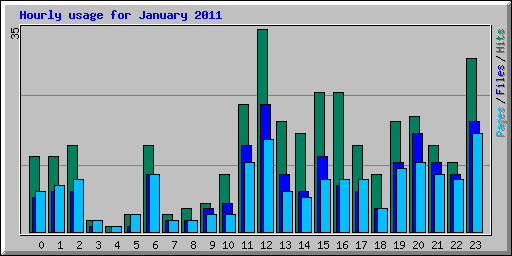 Hourly usage for January 2011
35
Pages/Files/Hits
0 1 2 3 4 5 6 7 8 9 10 11 12 13 14 15 16 17 18 19 20 21 22 23